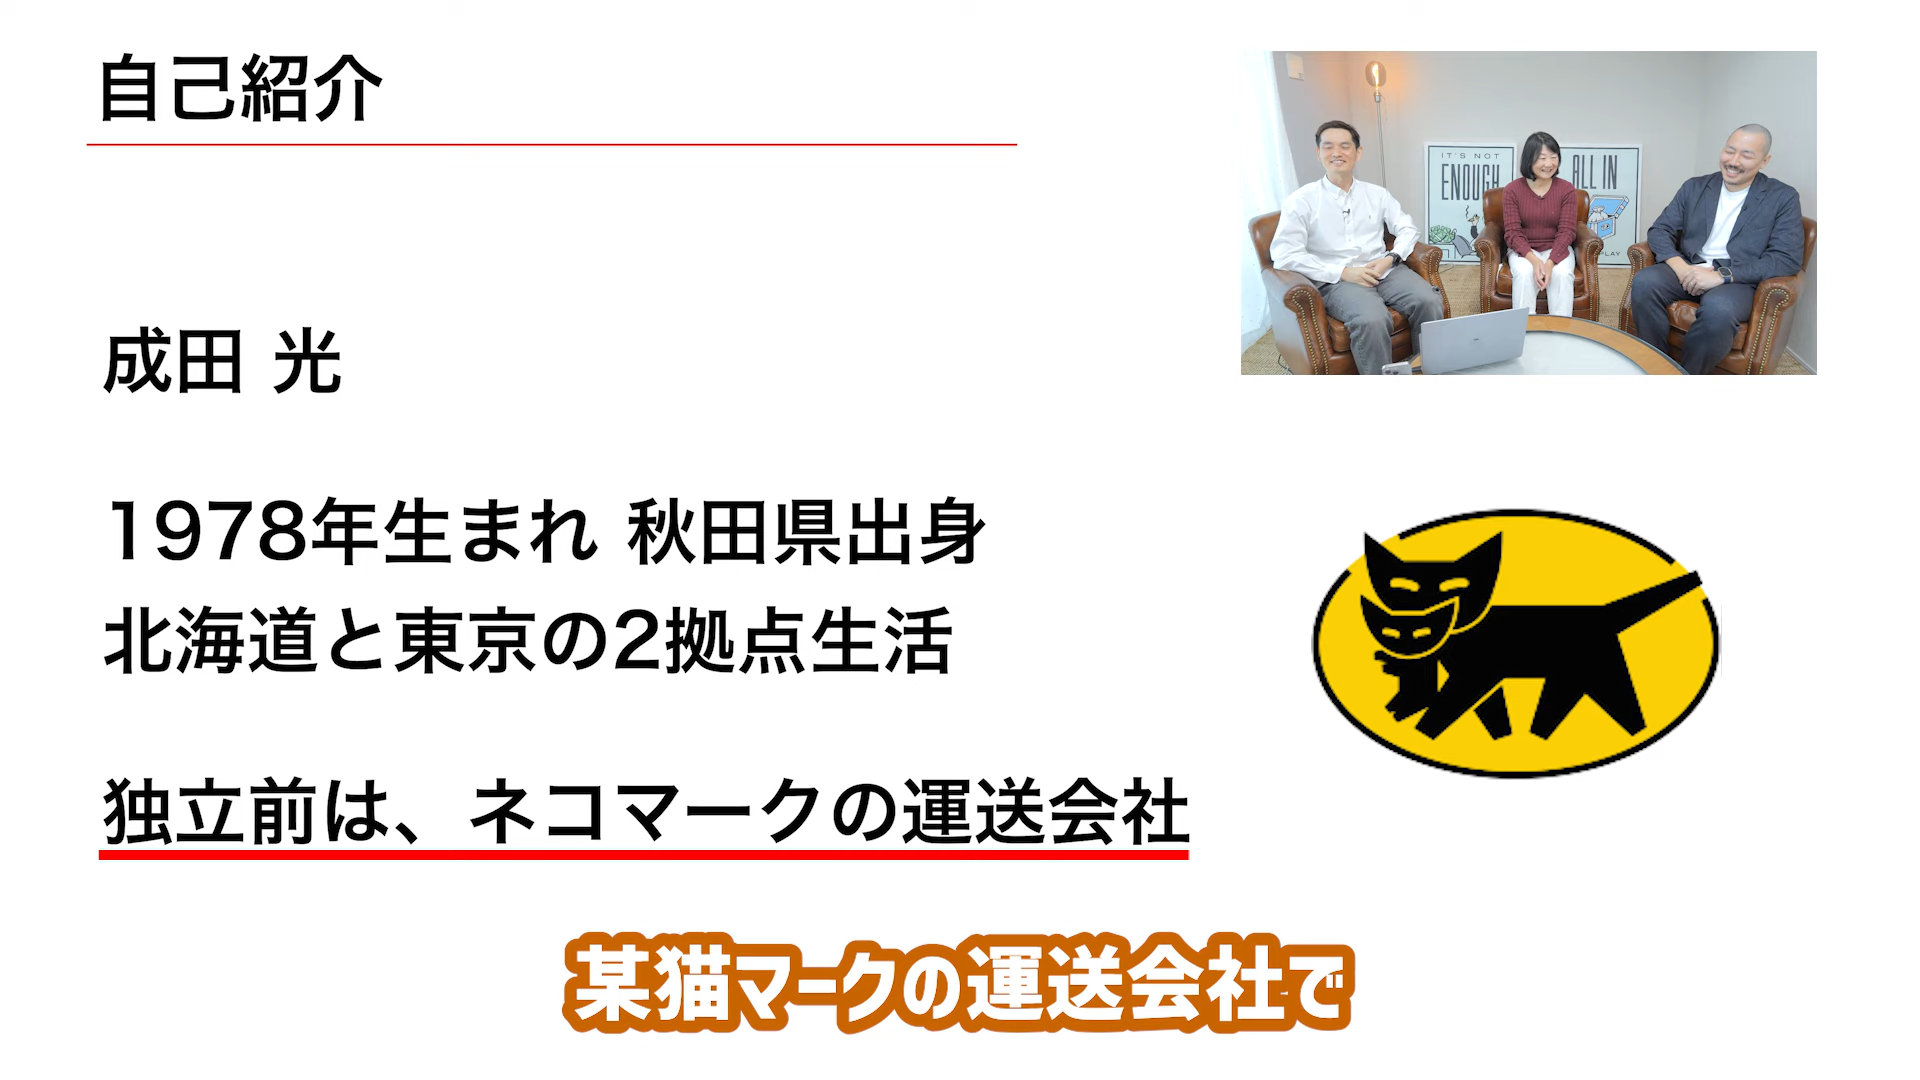 自己紹介
IT'S NOT
ENOUGH
ALL IN
PLAY
成田 光
1978年生まれ 秋田県出身
北海道と東京の2拠点生活
独立前は、ネコマークの運送会社
某猫マークの運送会社で